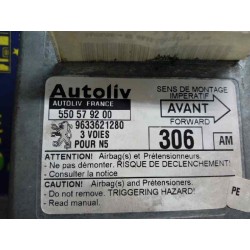 Autoliv
AUTOLIV FRANCE
550 57 92 00
9633621280
3 VOIES
POUR N5
SENS DE MONTAGE
IMPERATIF
AVANT
FORWARD
306
AM
ATTENTION! Airbag(s) et Prétensionneurs.
- Ne pas démonter. RISQUE DE DECLENCHEMENT!
- Consulter la notice
CAUTION! Airbag(s) and Pretensioners.
- Do not remove. TRIGGERING HAZARD!
- Read manual.
PE